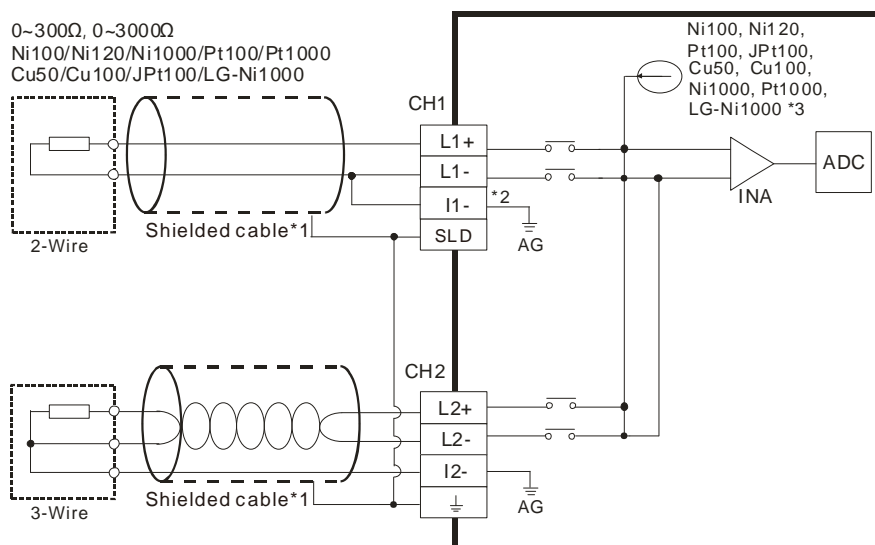 0~300Ω, 0~3000Ω
Ni100/Ni120/Ni1000/Pt100/Pt1000
Cu50/Cu100/JPt100/LG-Ni1000
Ni100, Ni120,
Pt100, JPt100,
Cu50, Cu100,
Ni1000, Pt1000,
LG-Ni1000 *3
CH1
L1+
L1-
I1-
*2
SLD
AG
INA
ADC
2-Wire
Shielded cable*1
CH2
L2+
L2-
I2-
AG
3-Wire
Shielded cable*1